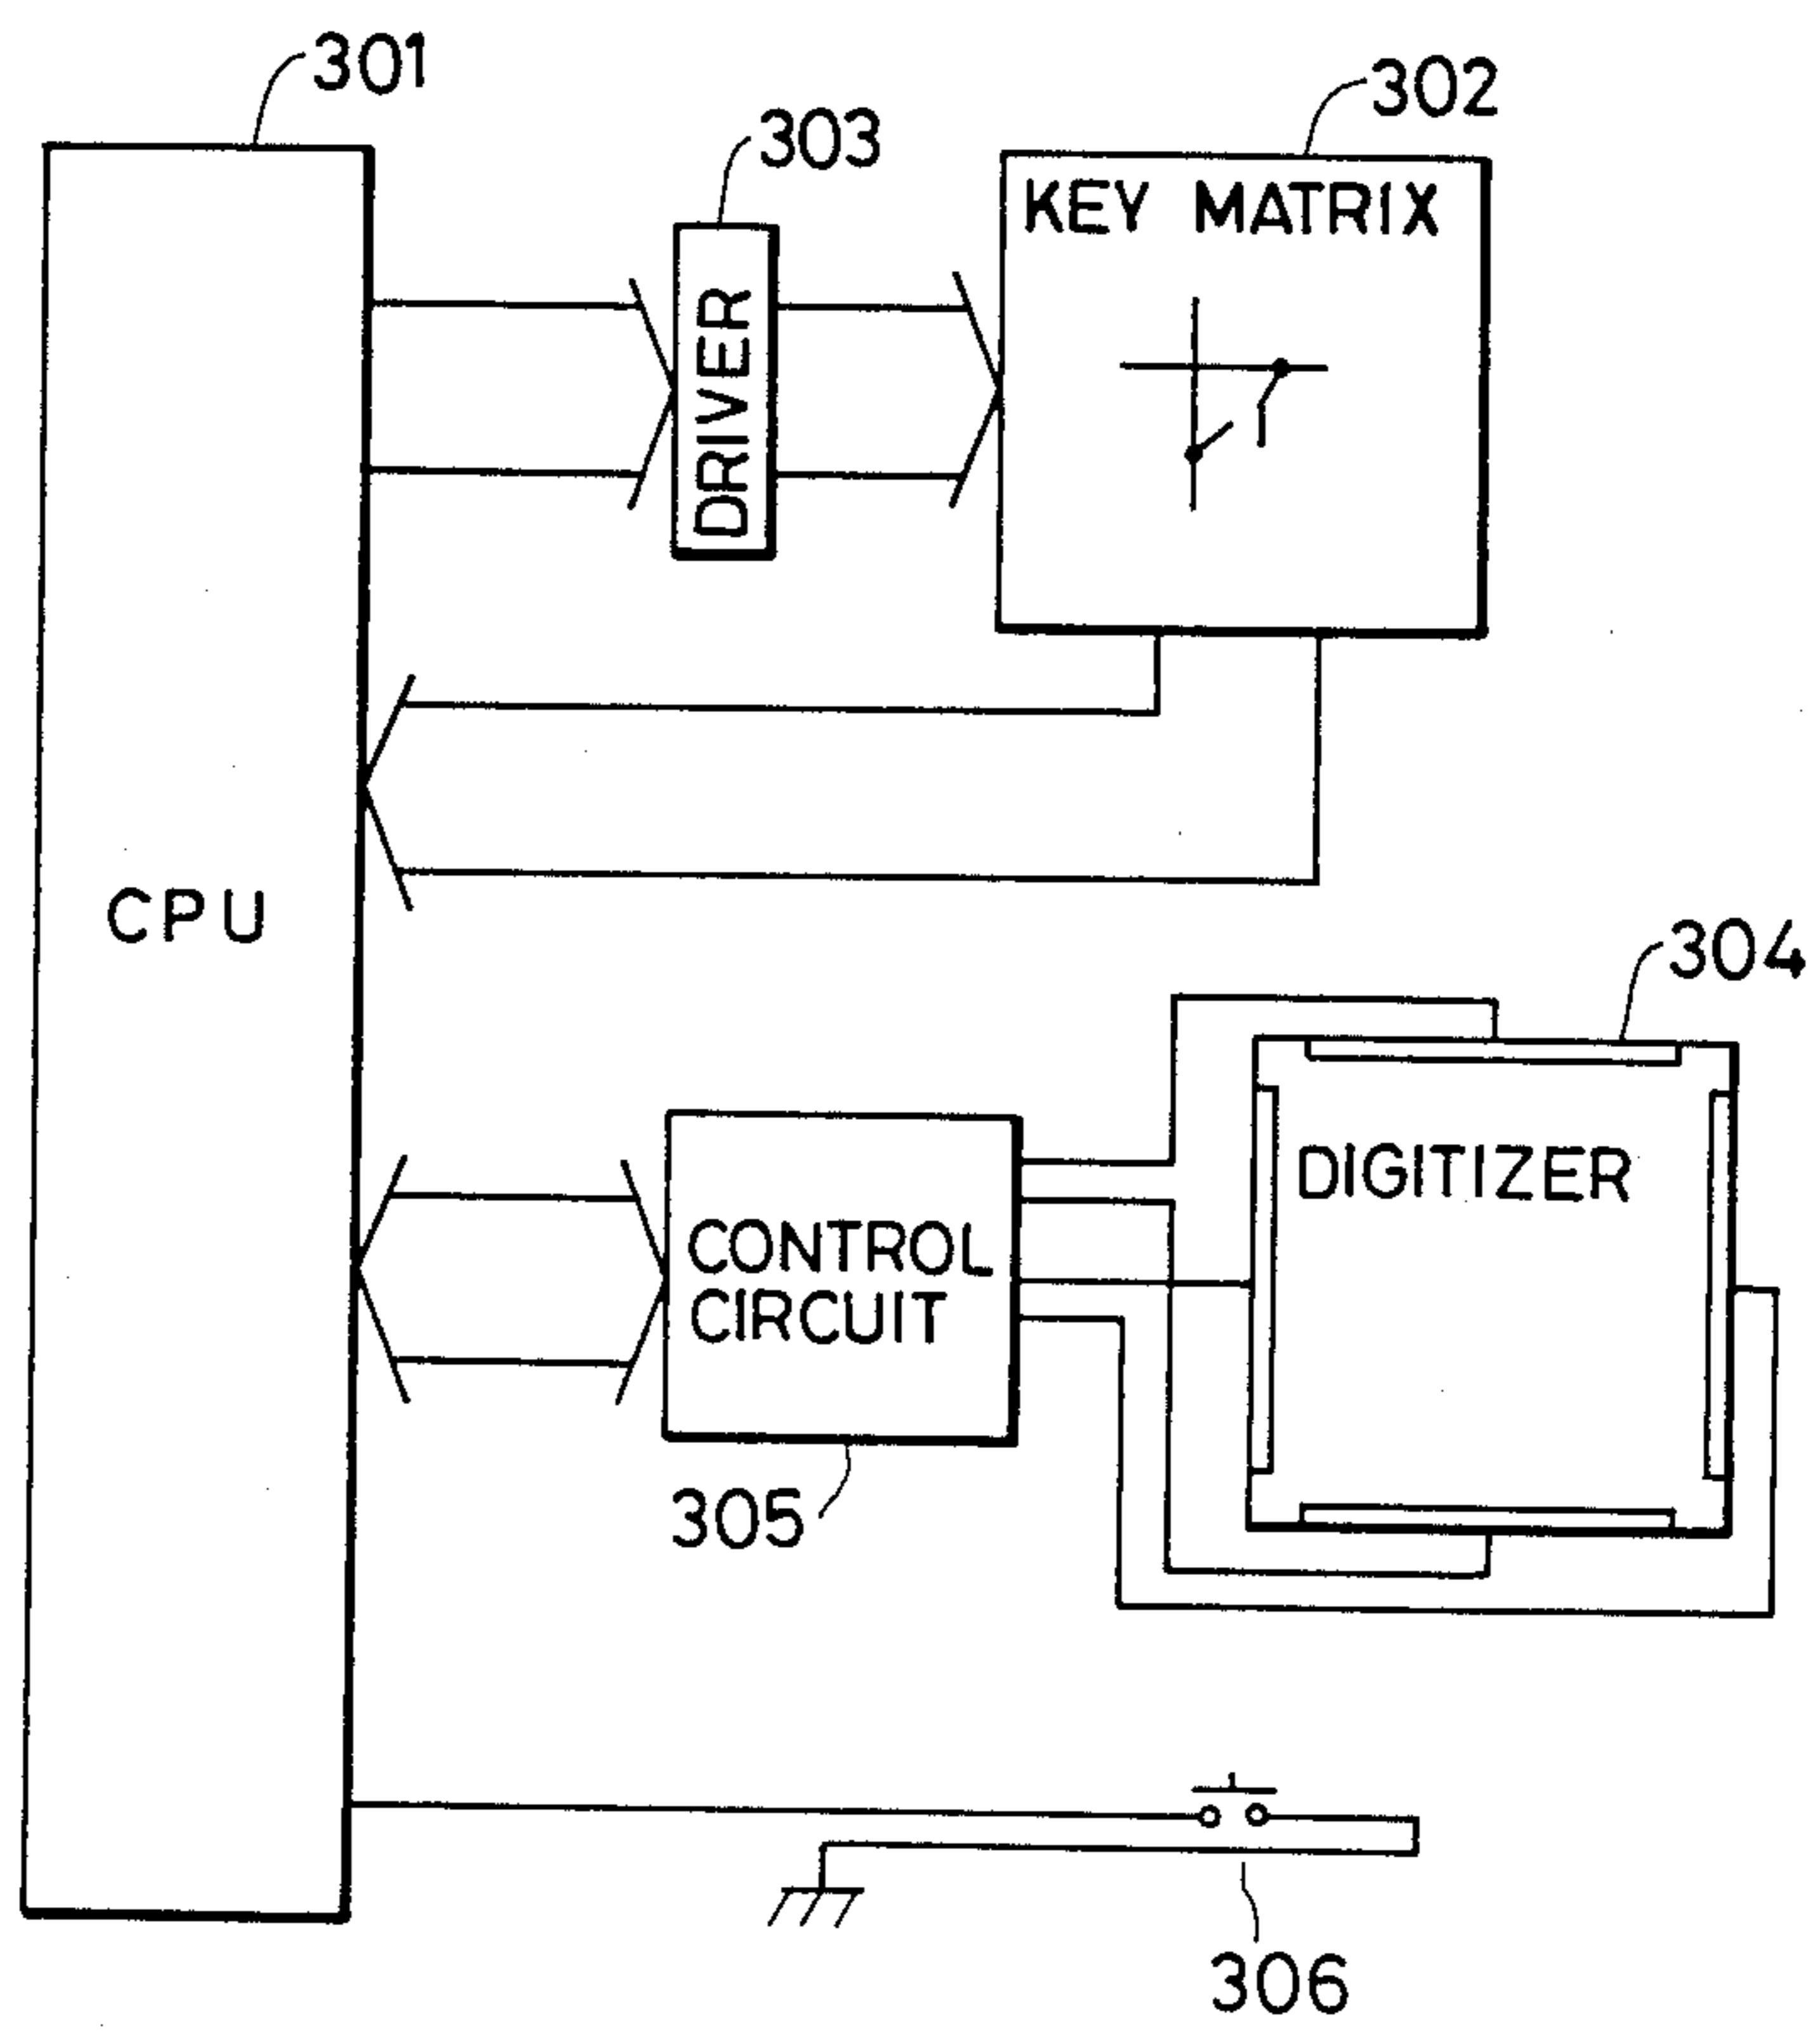 301
302
303
KEY MATRIX
DRIVER
CPU
304
DIGITIZER
CONTROL
CIRCUIT
305
306